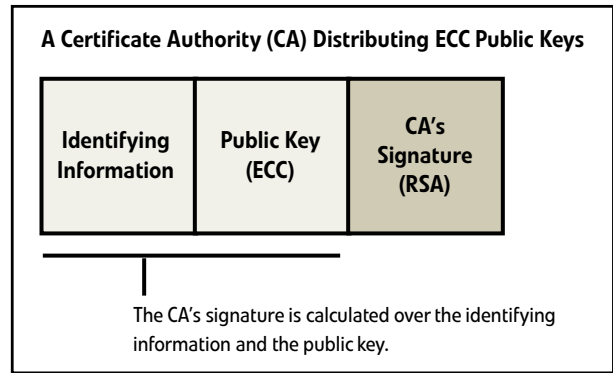 A Certificate Authority (CA) Distributing ECC Public Keys
Identifying
Information
Public Key
(ECC)
CA's
Signature
(RSA)
The CA's signature is calculated over the identifying
information and the public key.